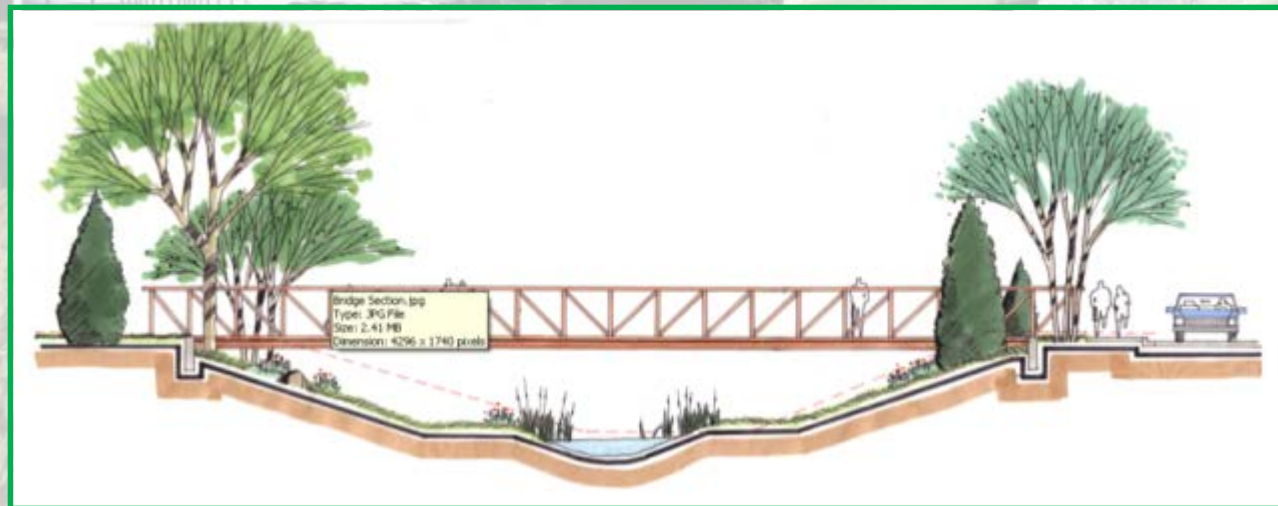 Bridge Section.jpg
Type: JPG File
Size: 2.41 MB
Dimension: 4296 x 1740 pixels